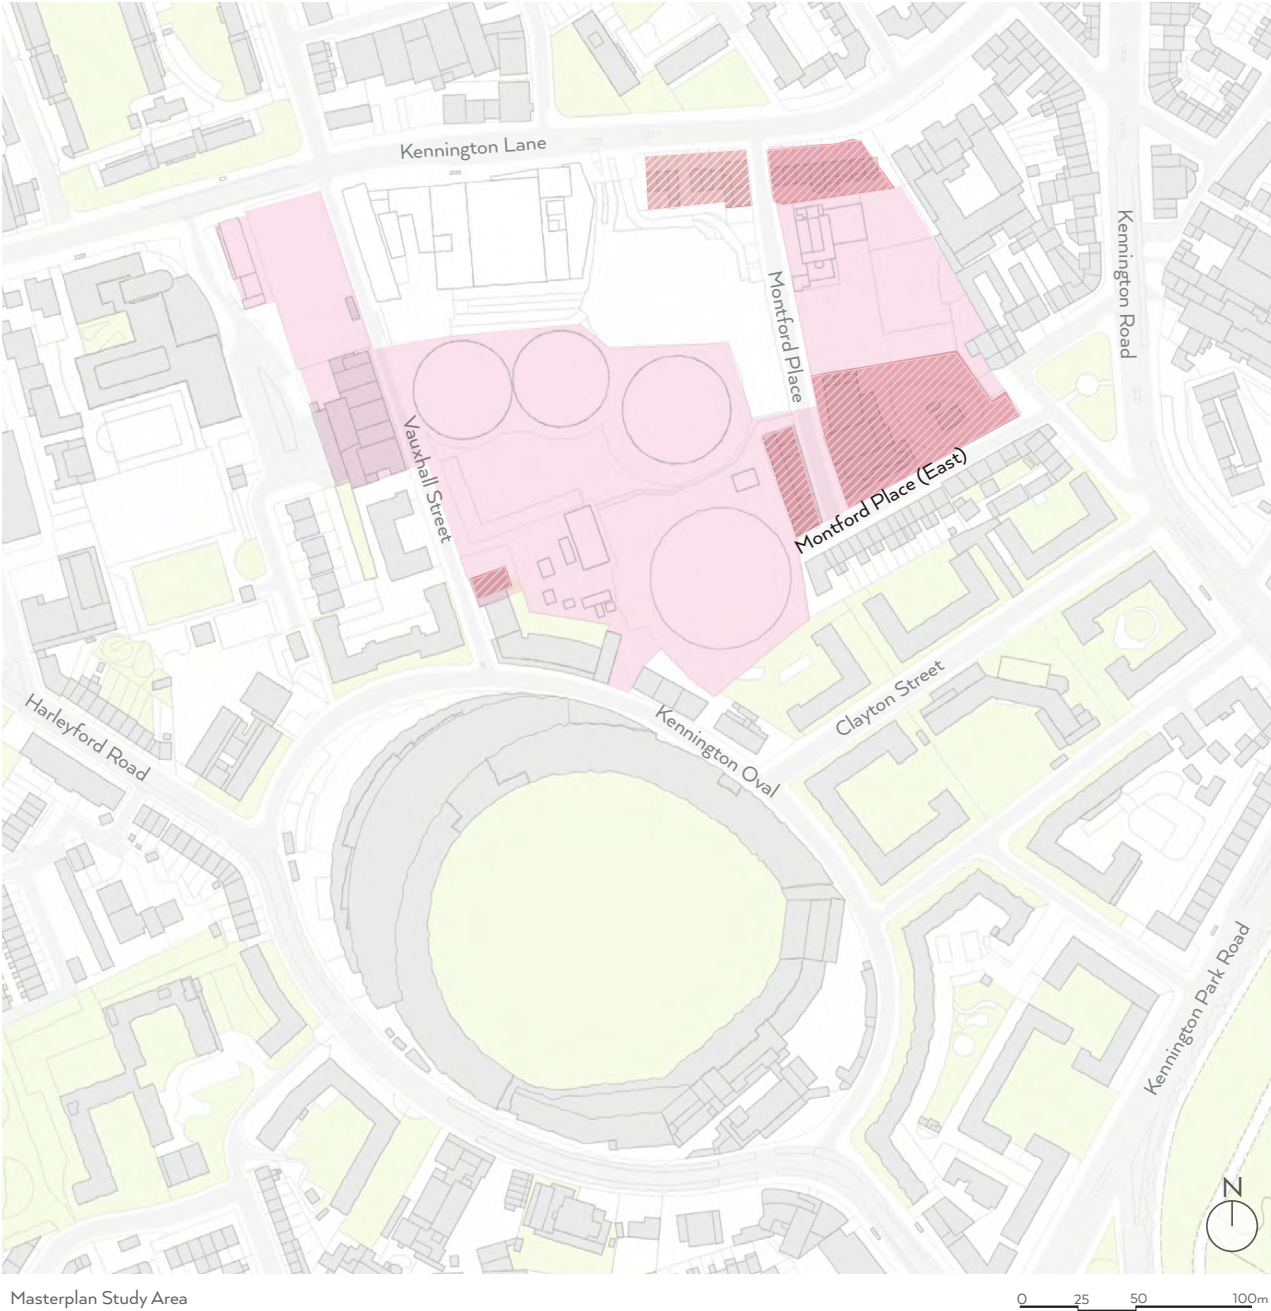 Kennington Lane
Kennington Road
Montford Place
Vauxhall Street
Montford Place (East)
Clayton Street
Harleyford Road
Kennington Oval
Kennington Park Road
N
Masterplan Study Area
0 25 50 100m